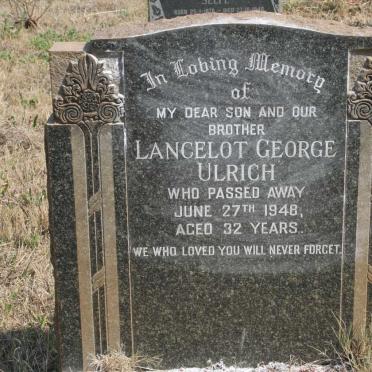 In Loving Memory
of
MY DEAR SON AND OUR
BROTHER
LANCELOT GEORGE
ULRICH
WHO PASSED AWAY
JUNE 27TH 1948,
AGED 32 YEARS.
WE WHO LOVED YOU WILL NEVER FORGET.